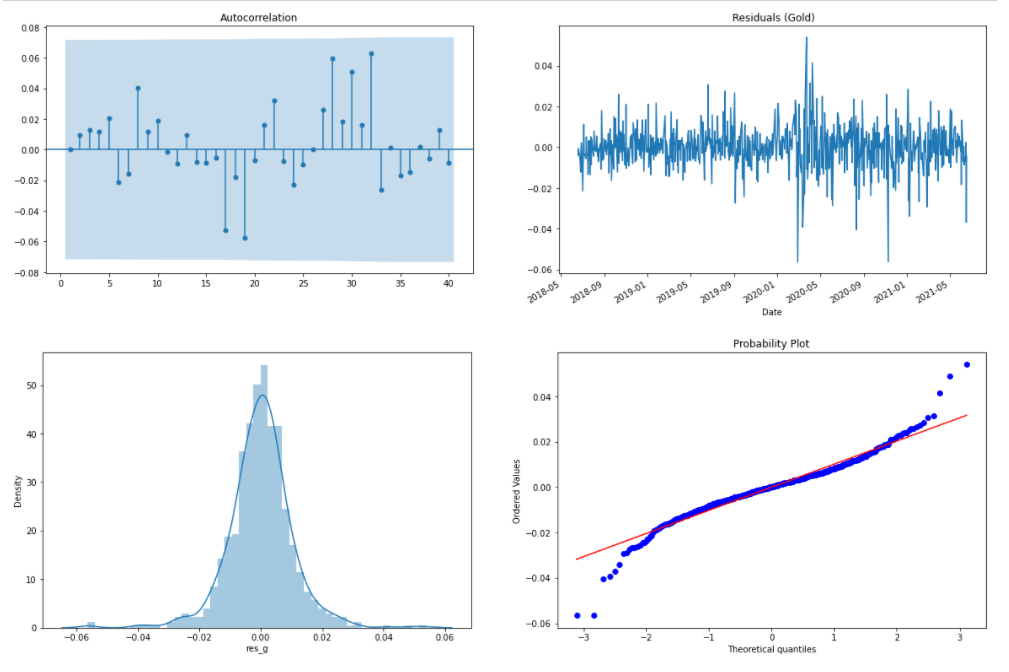 Autocorrelation
0.08
0.06
0.04
0.02
0.00
−0.02
−0.04
−0.06
−0.08
0 5 10 15 20 25 30 35 40
Residuals (Gold)
0.04
0.02
0.00
−0.02
−0.04
−0.06
2018-05 2018-09 2019-01 2019-05 2019-09 2020-01 2020-05 2020-09 2021-01 2021-05
Date
Density
50
40
30
20
10
0
−0.06 −0.04 −0.02 0.00 0.02 0.04 0.06
res_g
Probability Plot
Ordered Values
0.04
0.02
0.00
−0.02
−0.04
−0.06
−3 −2 −1 0 1 2 3
Theoretical quantiles